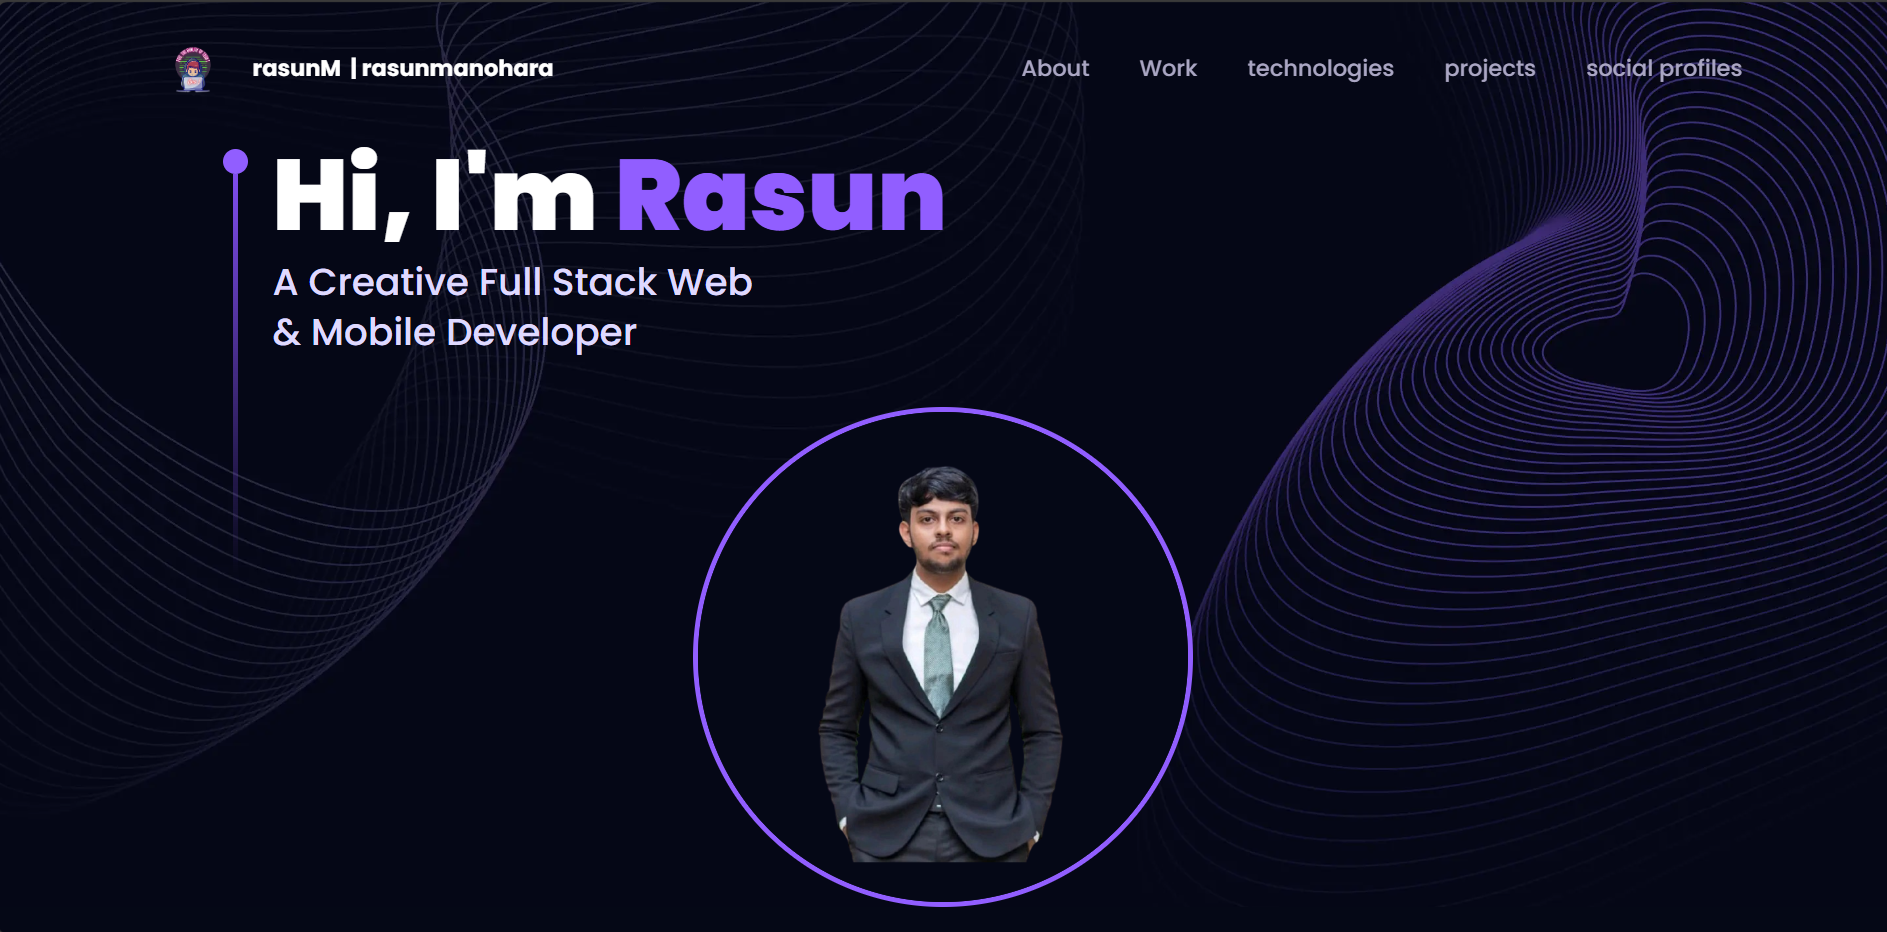 rasunM | rasunmanohara
About
Work
technologies
projects
social profiles
Hi, I'm Rasun
A Creative Full Stack Web
& Mobile Developer